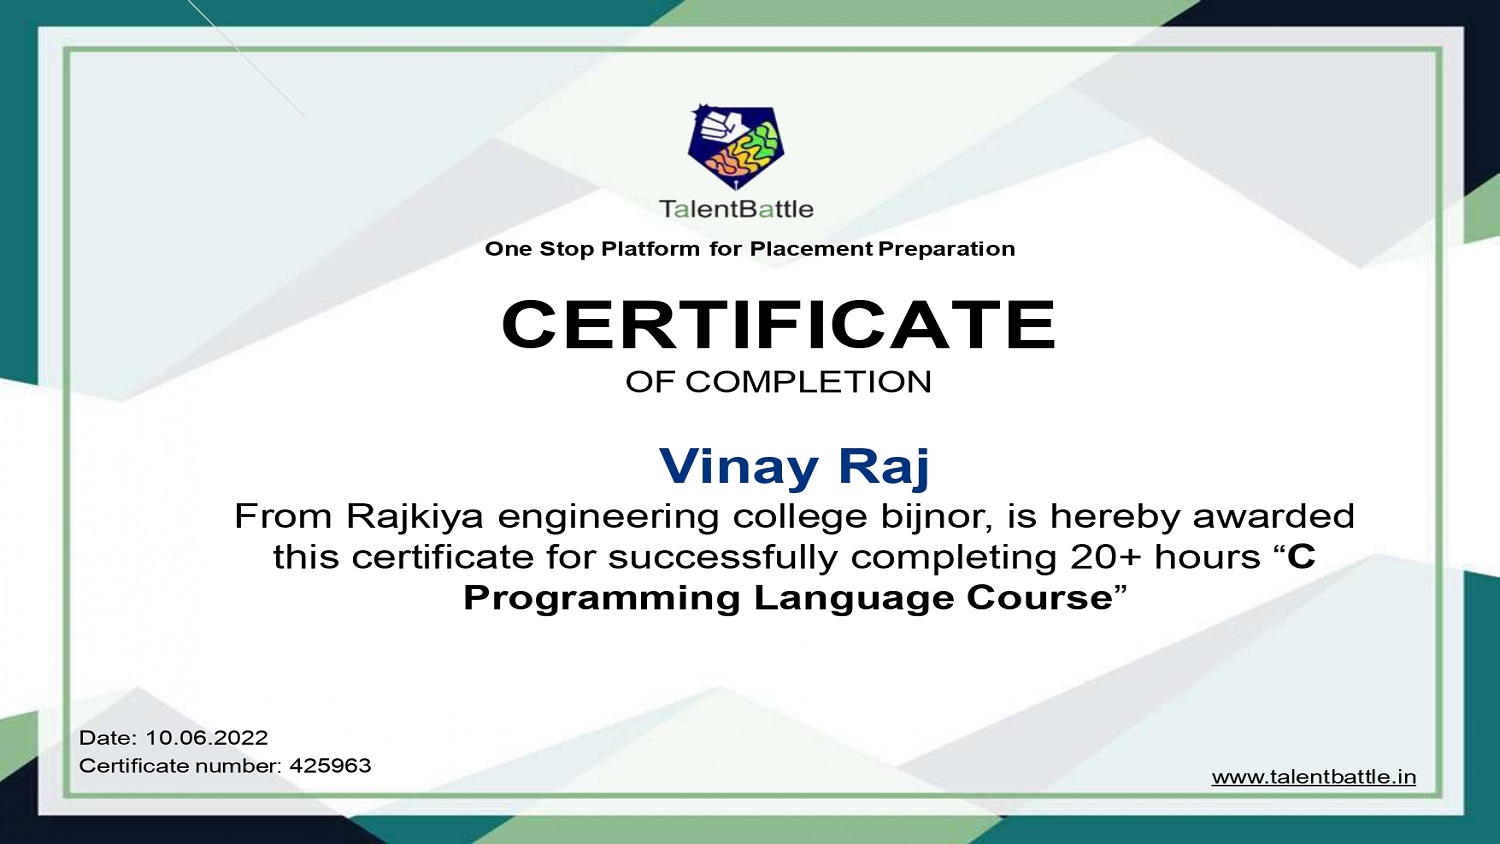 TalentBattle
One Stop Platform for Placement Preparation
CERTIFICATE
OF COMPLETION
Vinay Raj
From Rajkiya engineering college bijnor, is hereby awarded
this certificate for successfully completing 20+ hours “C
Programming Language Course”
Date: 10.06.2022
Certificate number: 425963
www.talentbattle.in